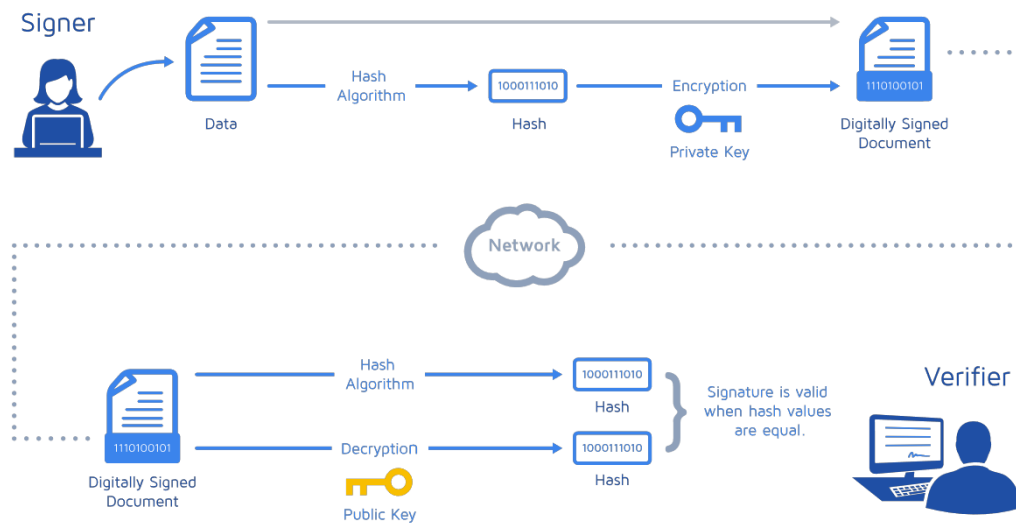 Signer
Data
Hash
Algorithm
1000111010
Hash
Encryption
Private Key
1110100101
Digitally Signed
Document
Network
1110100101
Digitally Signed
Document
Hash
Algorithm
1000111010
Hash
Decryption
Public Key
1000111010
Hash
Signature is valid
when hash values
are equal.
Verifier